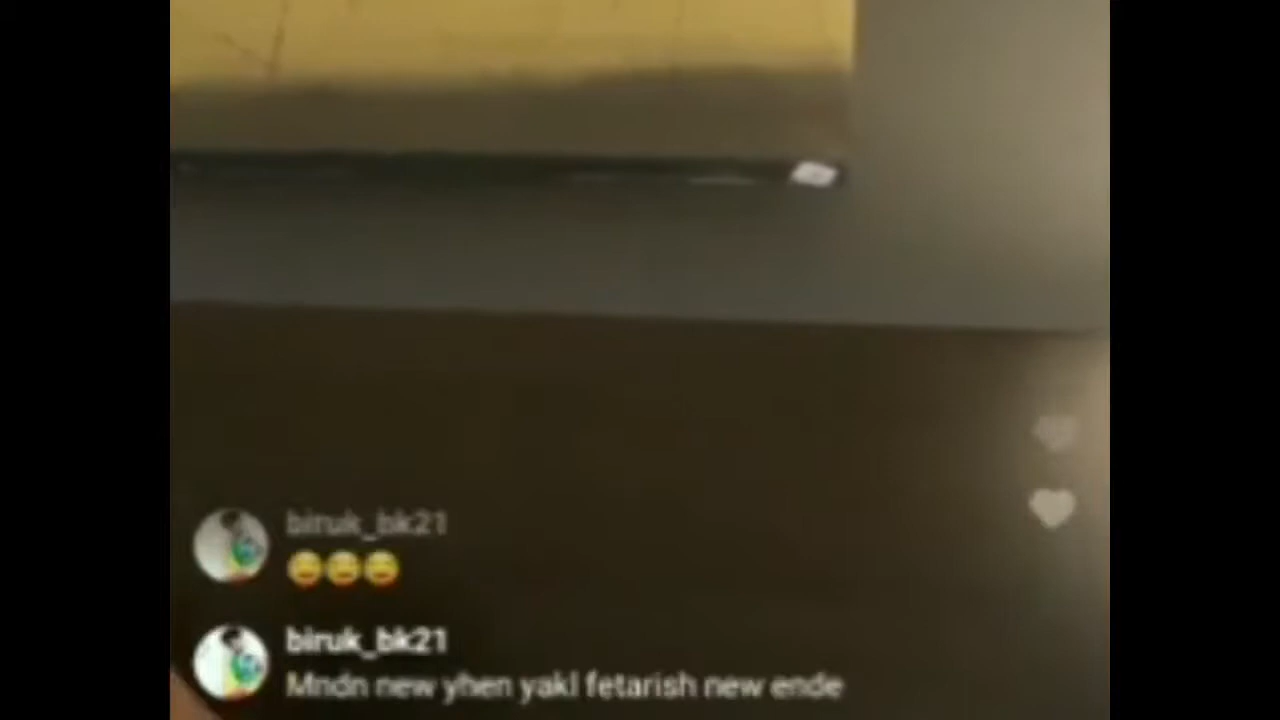 biruk_bk21
😄😄😄
biruk_bk21
Mndn new yhen yakl fetarish new ende